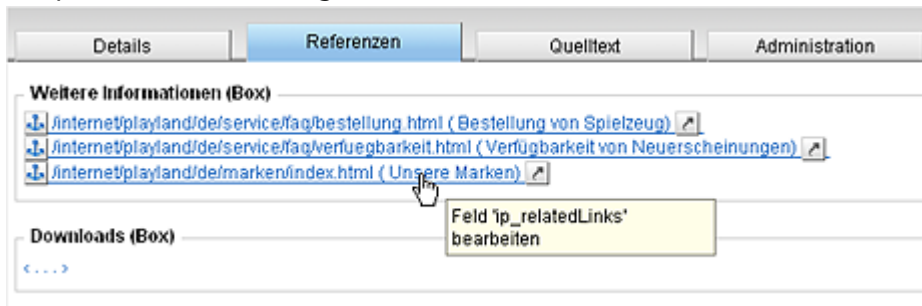 Details Referenzen Quelltext Administration
Weitere Informationen (Box)
/internet/playland/de/service/faq/bestellung.html ( Bestellung von Spielzeug)
/internet/playland/de/service/faq/verfuegbarkeit.html ( Verfügbarkeit von Neuerscheinungen)
/internet/playland/de/marken/index.html ( Unsere Marken)
Feld 'ip_relatedLinks'
bearbeiten
Downloads (Box)
< . . . >